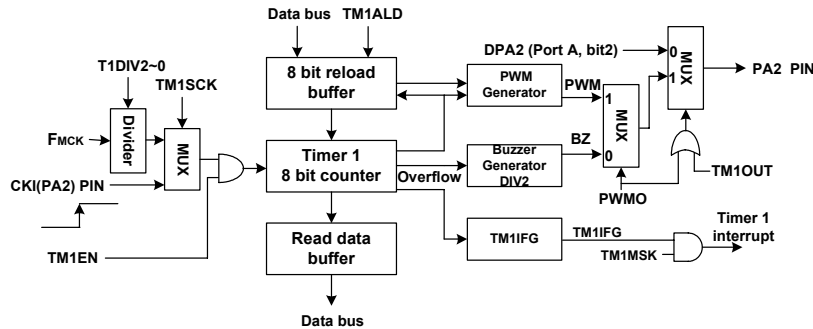 Data bus
TM1ALD
T1DIV2~0
TM1SCK
FMCK
Divider
MUX
CKI(PA2) PIN
TM1EN
8 bit reload
buffer
Timer 1
8 bit counter
Overflow
Read data
buffer
Data bus
PWM
Generator
PWM
Buzzer
Generator
DIV2
BZ
1
MUX
0
PWMO
DPA2 (Port A, bit2)
0
MUX
1
PA2 PIN
TM1OUT
TM1IFG
TM1IFG
TM1MSK
Timer 1
interrupt